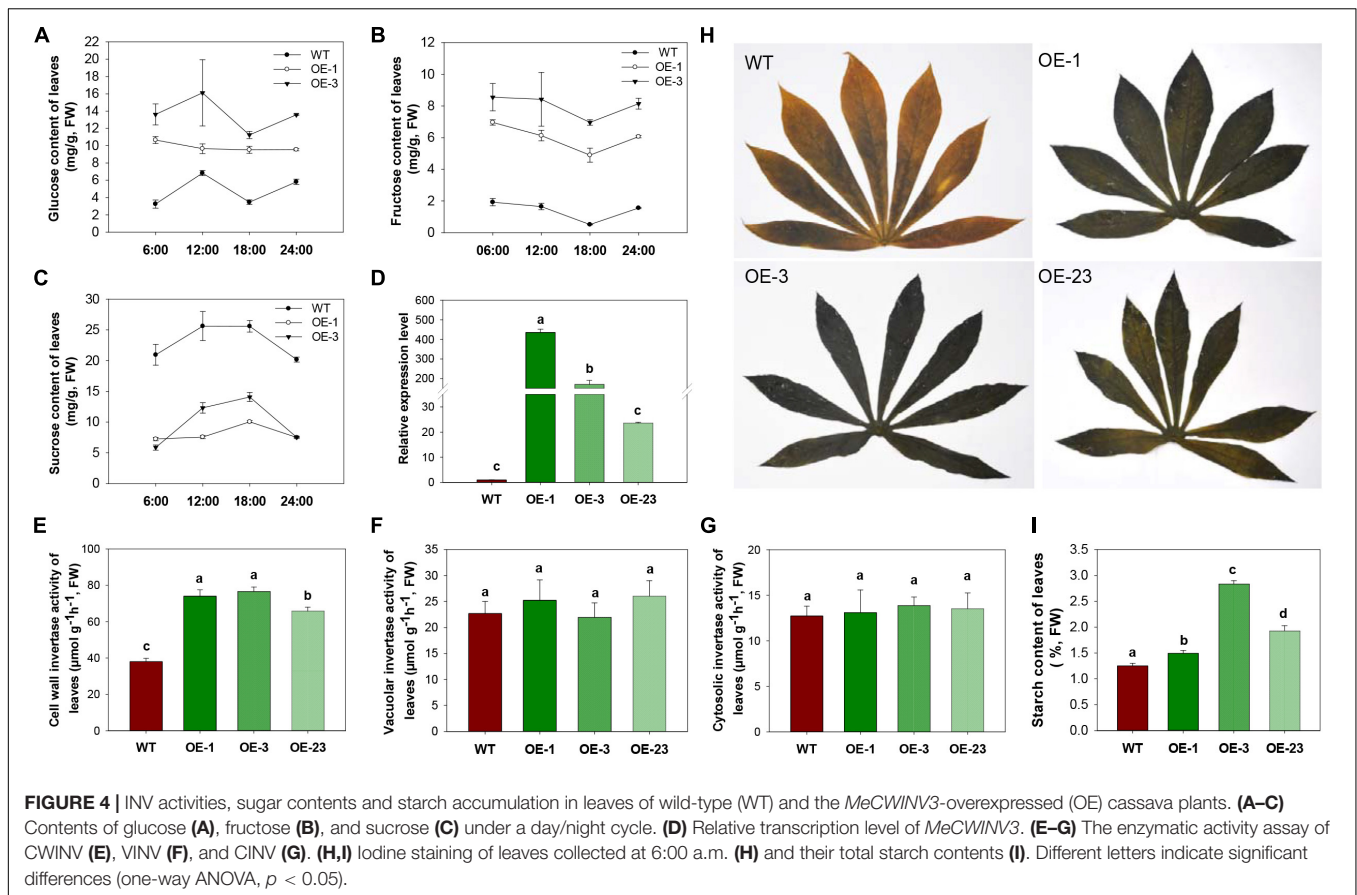 A
Glucose content of leaves
(mg/g, FW)
22
20
18
16
14
12
10
8
6
4
2
0
WT
OE-1
OE-3
6:00 12:00 18:00 24:00
B
Fructose content of leaves
(mg/g, FW)
12
10
8
6
4
2
0
WT
OE-1
OE-3
06:00 12:00 18:00 24:00
H
WT
OE-1
OE-3
OE-23
C
Sucrose content of leaves
(mg/g, FW)
30
25
20
15
10
5
0
WT
OE-1
OE-3
6:00 12:00 18:00 24:00
D
Relative expression level
600
500
400
300
200
30
20
10
0
c
a
b
c
WT OE-1 OE-3 OE-23
E
Cell wall invertase activity of
leaves (µmol g-1h-1, FW)
100
80
60
40
20
0
c
a
a
b
WT OE-1 OE-3 OE-23
F
Vacuolar invertase activity of
leaves (µmol g-1h-1, FW)
35
30
25
20
15
10
5
0
a
a
a
a
WT OE-1 OE-3 OE-23
G
Cytosolic invertase activity of
leaves (µmol g-1h-1, FW)
20
15
10
5
0
a
a
a
a
WT OE-1 OE-3 OE-23
I
Starch content of leaves
( %, FW)
3.5
3.0
2.5
2.0
1.5
1.0
0.5
0.0
a
b
c
d
WT OE-1 OE-3 OE-23
FIGURE 4 | INV activities, sugar contents and starch accumulation in leaves of wild-type (WT) and the MeCWINV3-overexpressed (OE) cassava plants. (A–C)
Contents of glucose (A), fructose (B), and sucrose (C) under a day/night cycle. (D) Relative transcription level of MeCWINV3. (E–G) The enzymatic activity assay of
CWINV (E), VINV (F), and CINV (G). (H,I) Iodine staining of leaves collected at 6:00 a.m. (H) and their total starch contents (I). Different letters indicate significant
differences (one-way ANOVA, p < 0.05).